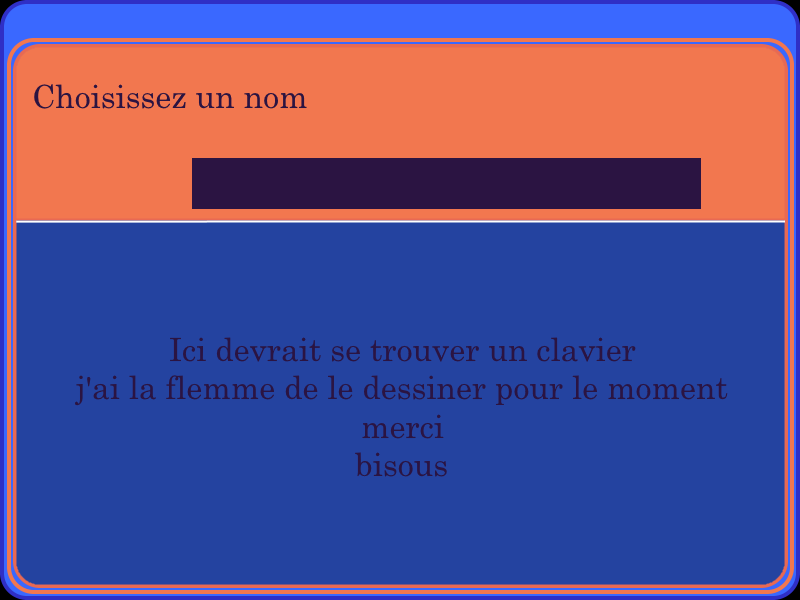 Choisissez un nom
Ici devrait se trouver un clavier
j'ai la flemme de le dessiner pour le moment
merci
bisous